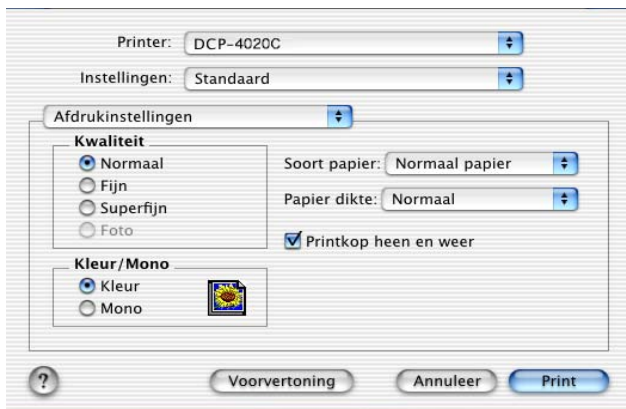 Printer: DCP-4020C
Instellingen: Standaard
Afdrukinstellingen
Kwaliteit
Normaal
Fijn
Superfijn
Foto
Soort papier: Normaal papier
Papier dikte: Normaal
Printkop heen en weer
Kleur/Mono
Kleur
Mono
?
Voorvertoning
Annuleer
Print